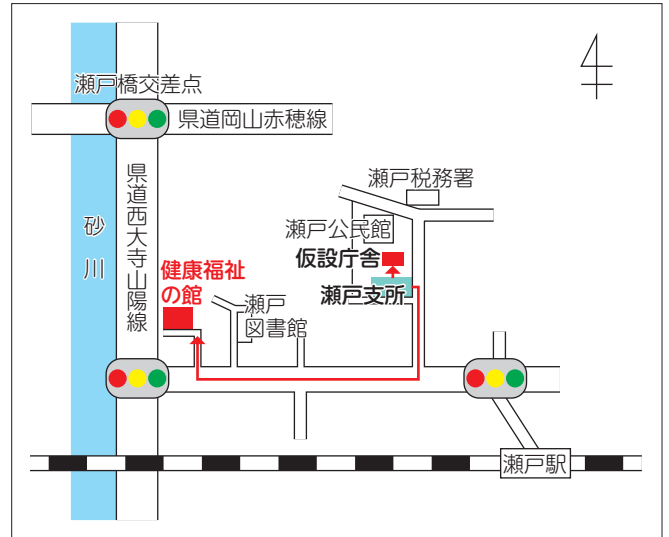 瀬戸橋交差点
県道岡山赤穂線
瀬戸税務署
県道西大寺山陽線
砂川
瀬戸公民館
仮設庁舎
健康福祉
の館
瀬戸支所
瀬戸
図書館
瀬戸駅